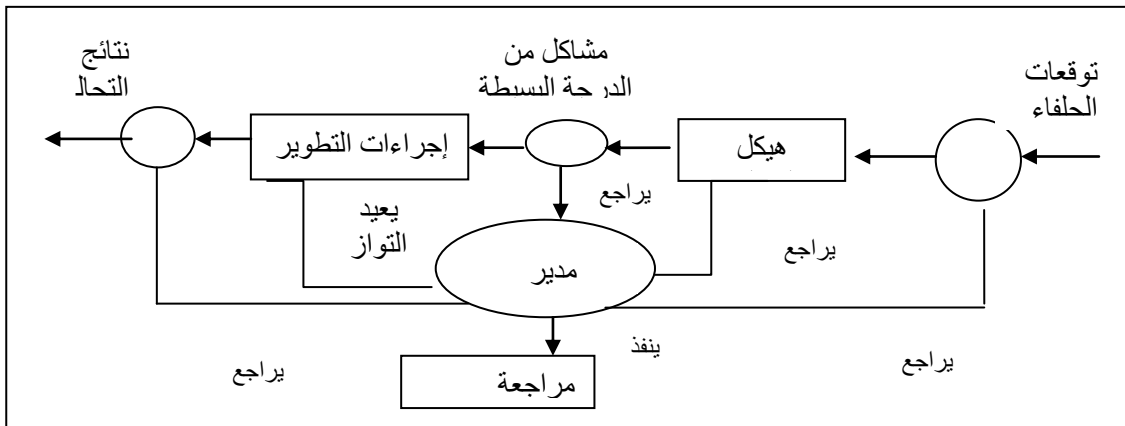 توقعات
الحلفاء
مشاكل من
الدرجة البسيطة
نتائج
التحال
هيكل
إجراءات التطوير
يراجع
يعيد
التواز
يراجع
مدير
ينفذ
يراجع
يراجع
مراجعة